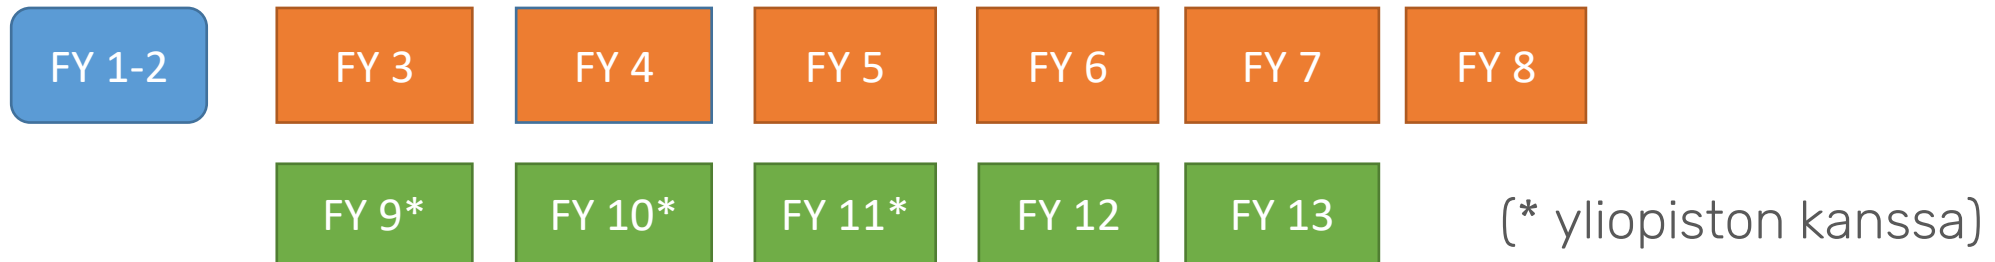 FY 1-2 FY 3 FY 4 FY 5 FY 6 FY 7 FY 8
FY 9* FY 10* FY 11* FY 12 FY 13 (* yliopiston kanssa)